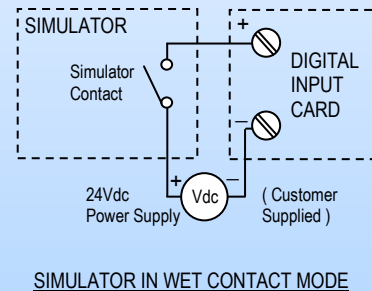 SIMULATOR
Simulator
Contact
+
DIGITAL
INPUT
CARD
–
24Vdc
Power Supply
+
Vdc
–
( Customer
Supplied )
SIMULATOR IN WET CONTACT MODE